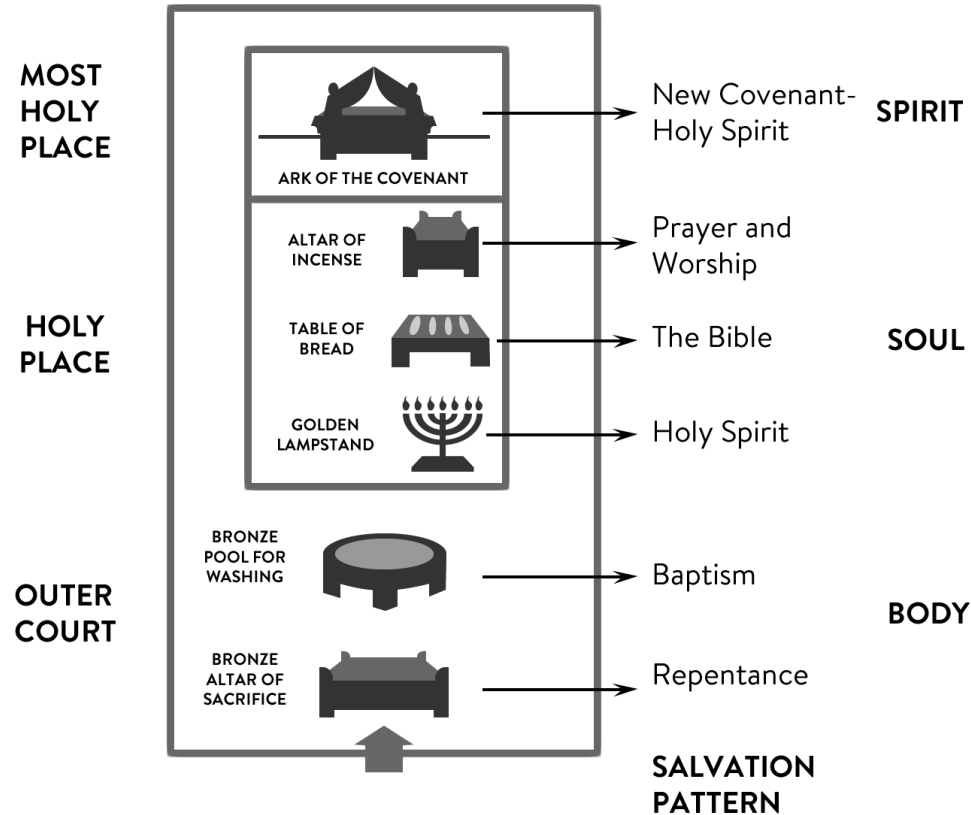 MOST
HOLY
PLACE
ARK OF THE COVENANT
New Covenant-
Holy Spirit
SPIRIT
HOLY
PLACE
ALTAR OF
INCENSE
Prayer and
Worship
TABLE OF
BREAD
The Bible
SOUL
GOLDEN
LAMPSTAND
Holy Spirit
OUTER
COURT
BRONZE
POOL FOR
WASHING
Baptism
BODY
BRONZE
ALTAR OF
SACRIFICE
Repentance
SALVATION
PATTERN